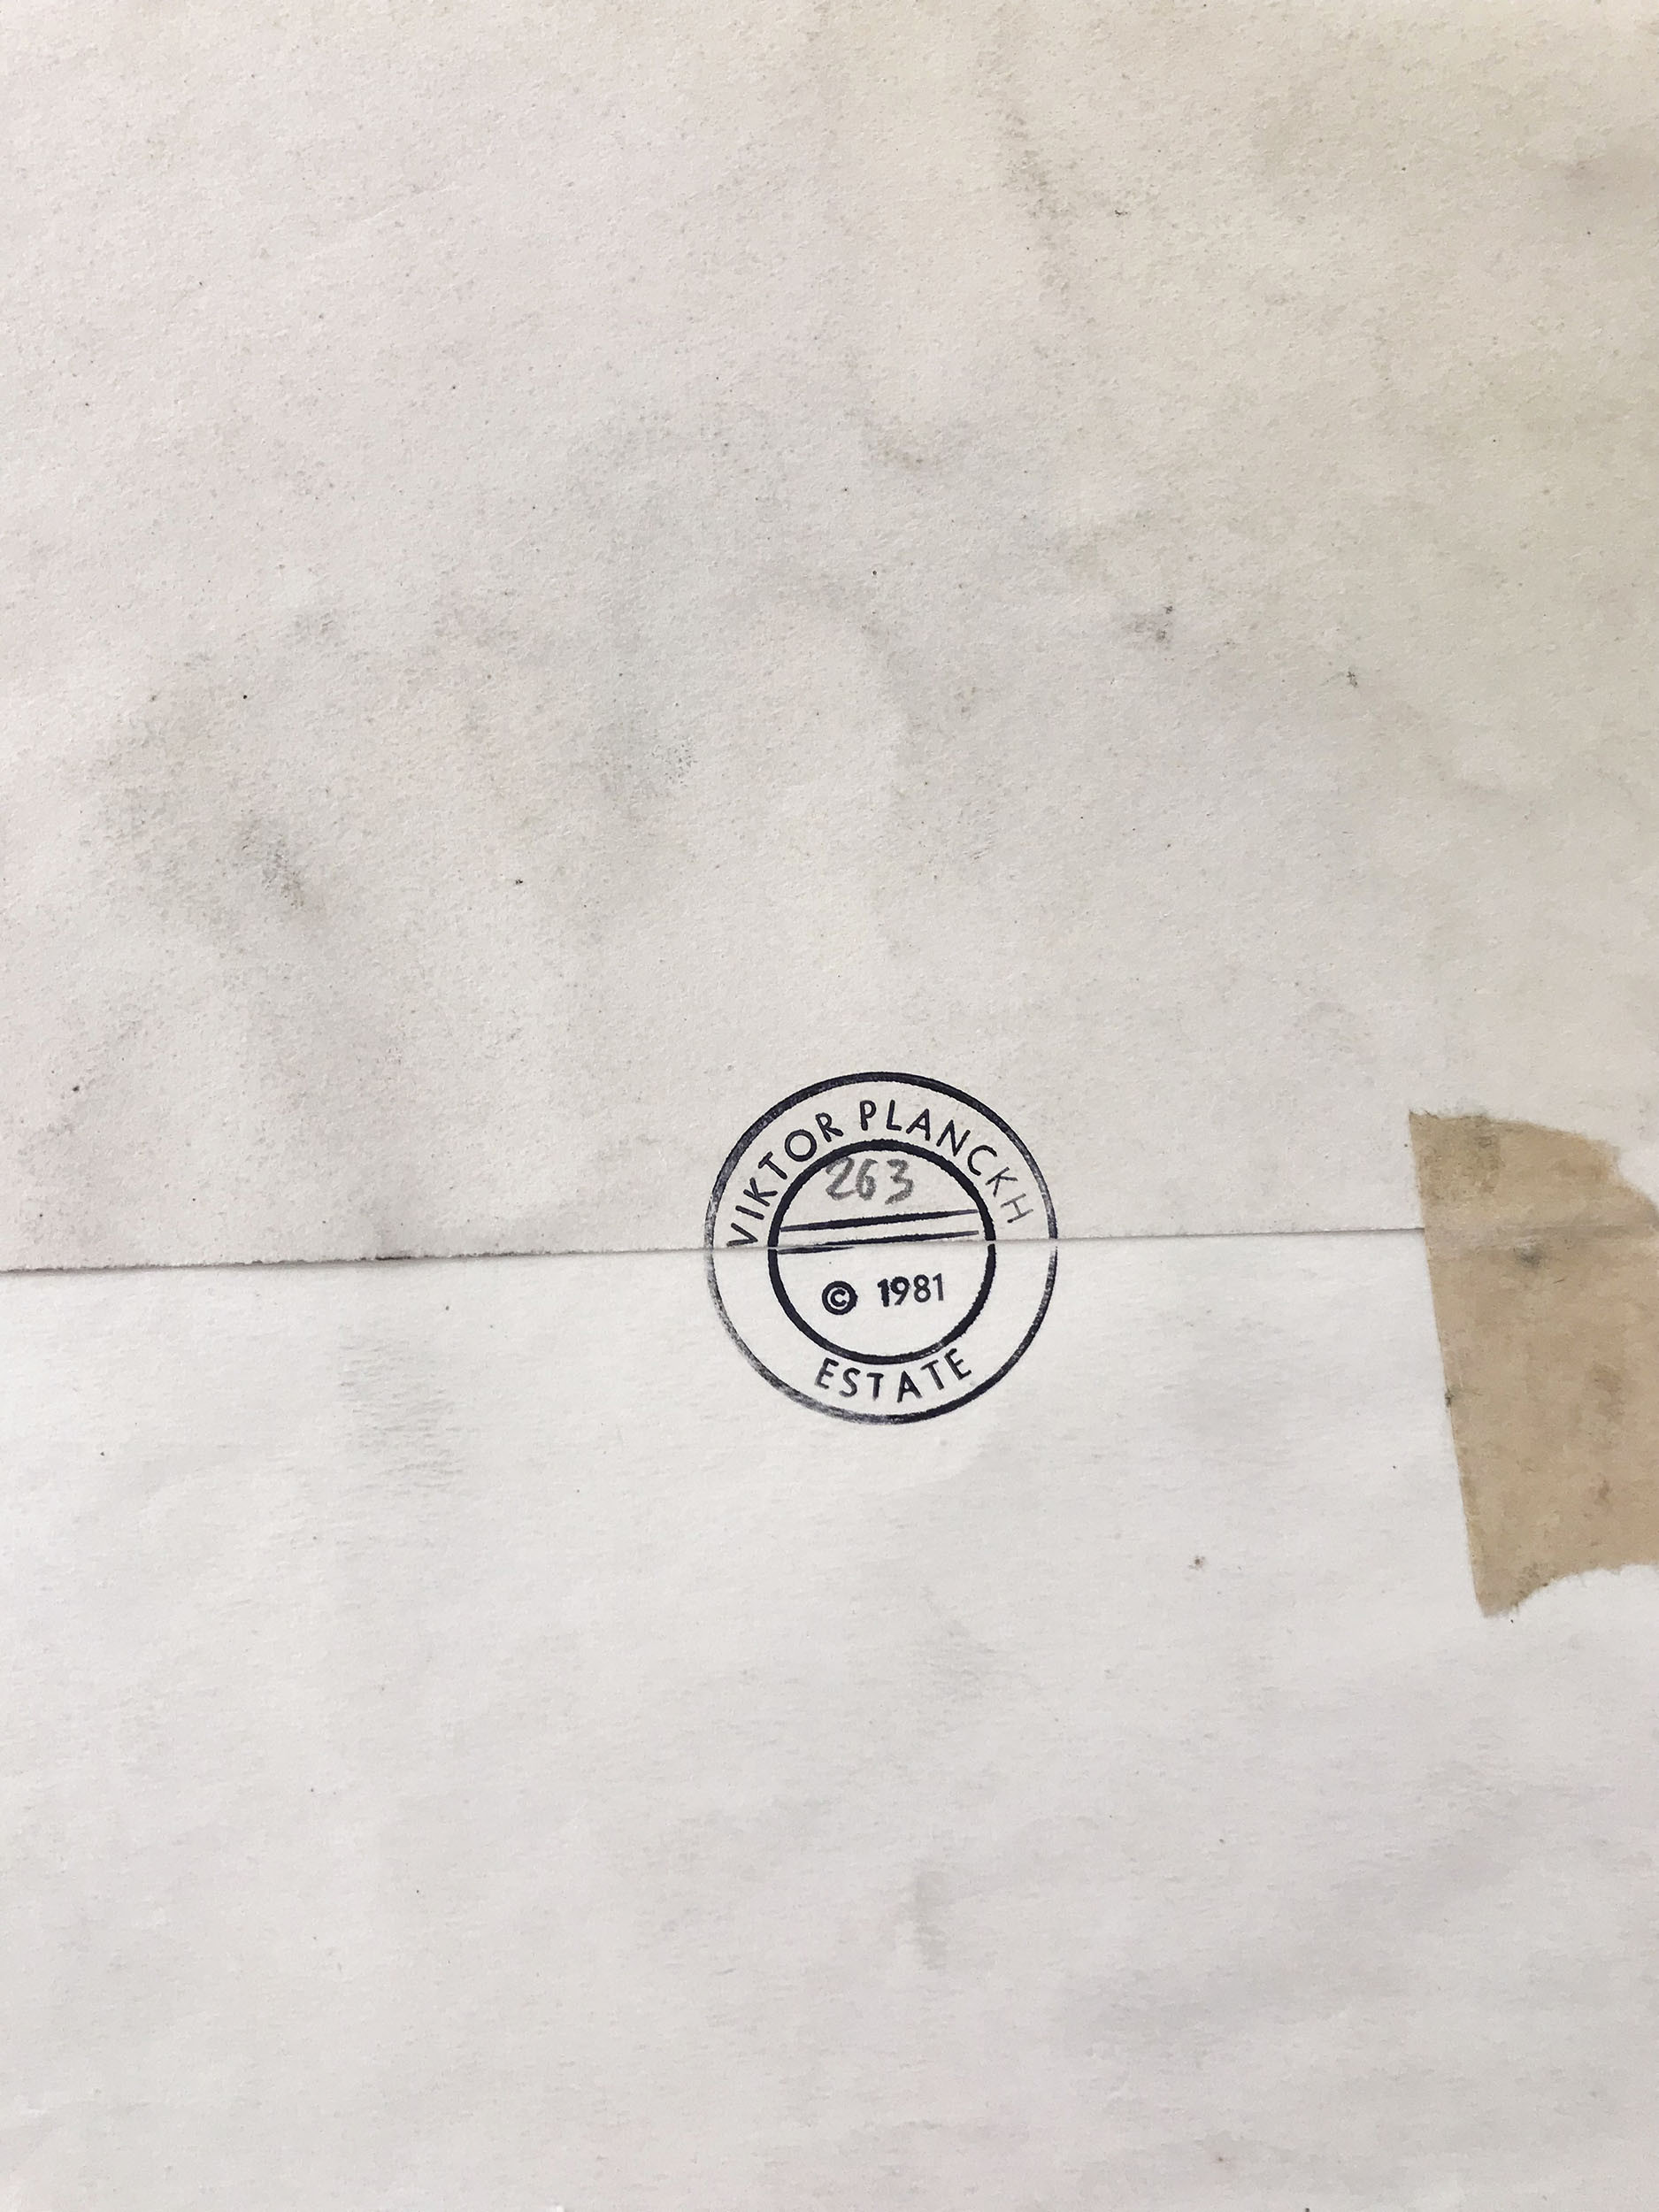 VIKTOR PLANCKH
263
© 1981
ESTATE